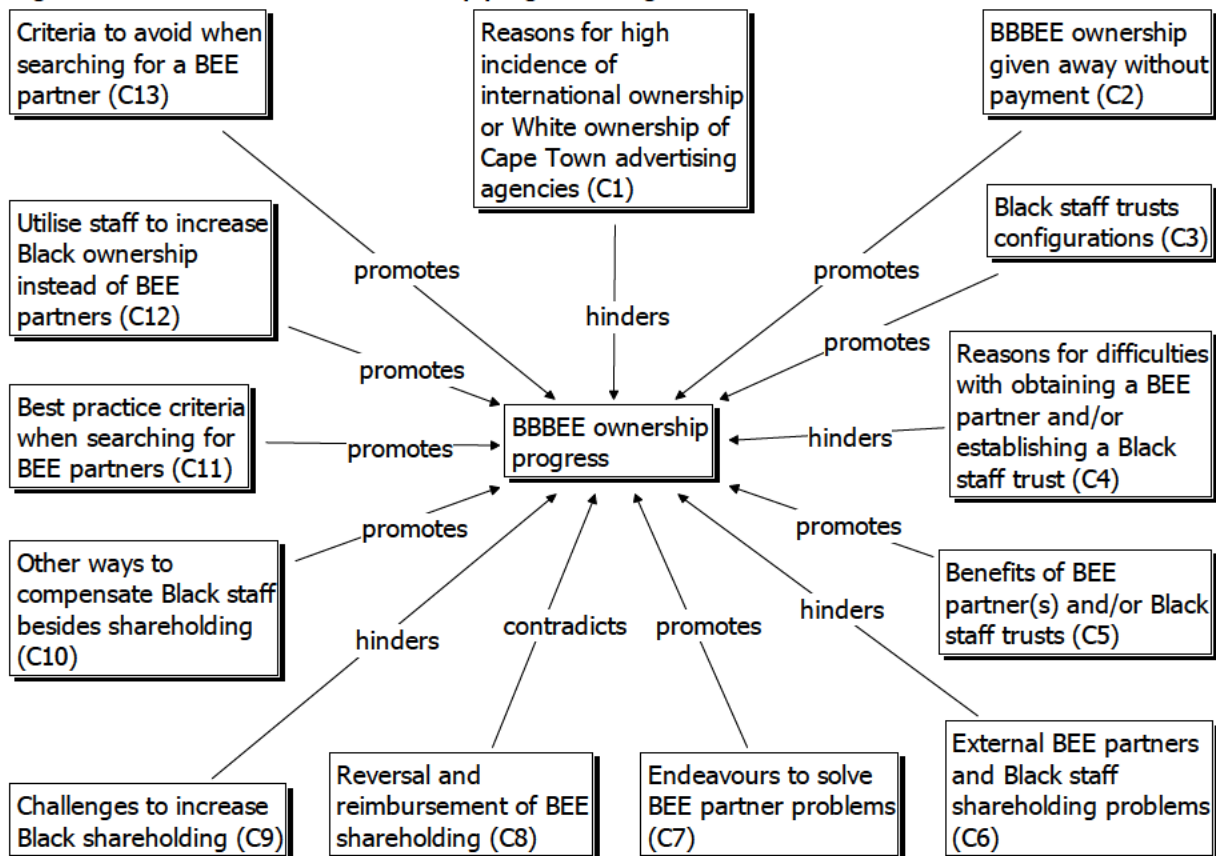 Criteria to avoid when
searching for a BEE
partner (C13)
Reasons for high
incidence of
international ownership
or White ownership of
Cape Town advertising
agencies (C1)
BBBEE ownership
given away without
payment (C2)
Utilise staff to increase
Black ownership
instead of BEE
partners (C12)
Black staff trusts
configurations (C3)
promotes
hinders
promotes
promotes
promotes
Best practice criteria
when searching for
BEE partners (C11)
promotes
BBBEE ownership
progress
hinders
Reasons for difficulties
with obtaining a BEE
partner and/or
establishing a Black
staff trust (C4)
promotes
promotes
Other ways to
compensate Black staff
besides shareholding
(C10)
Benefits of BEE
partner(s) and/or Black
staff trusts (C5)
hinders
contradicts
promotes
hinders
Challenges to increase
Black shareholding (C9)
Reversal and
reimbursement of BEE
shareholding (C8)
Endeavours to solve
BEE partner problems
(C7)
External BEE partners
and Black staff
shareholding problems
(C6)